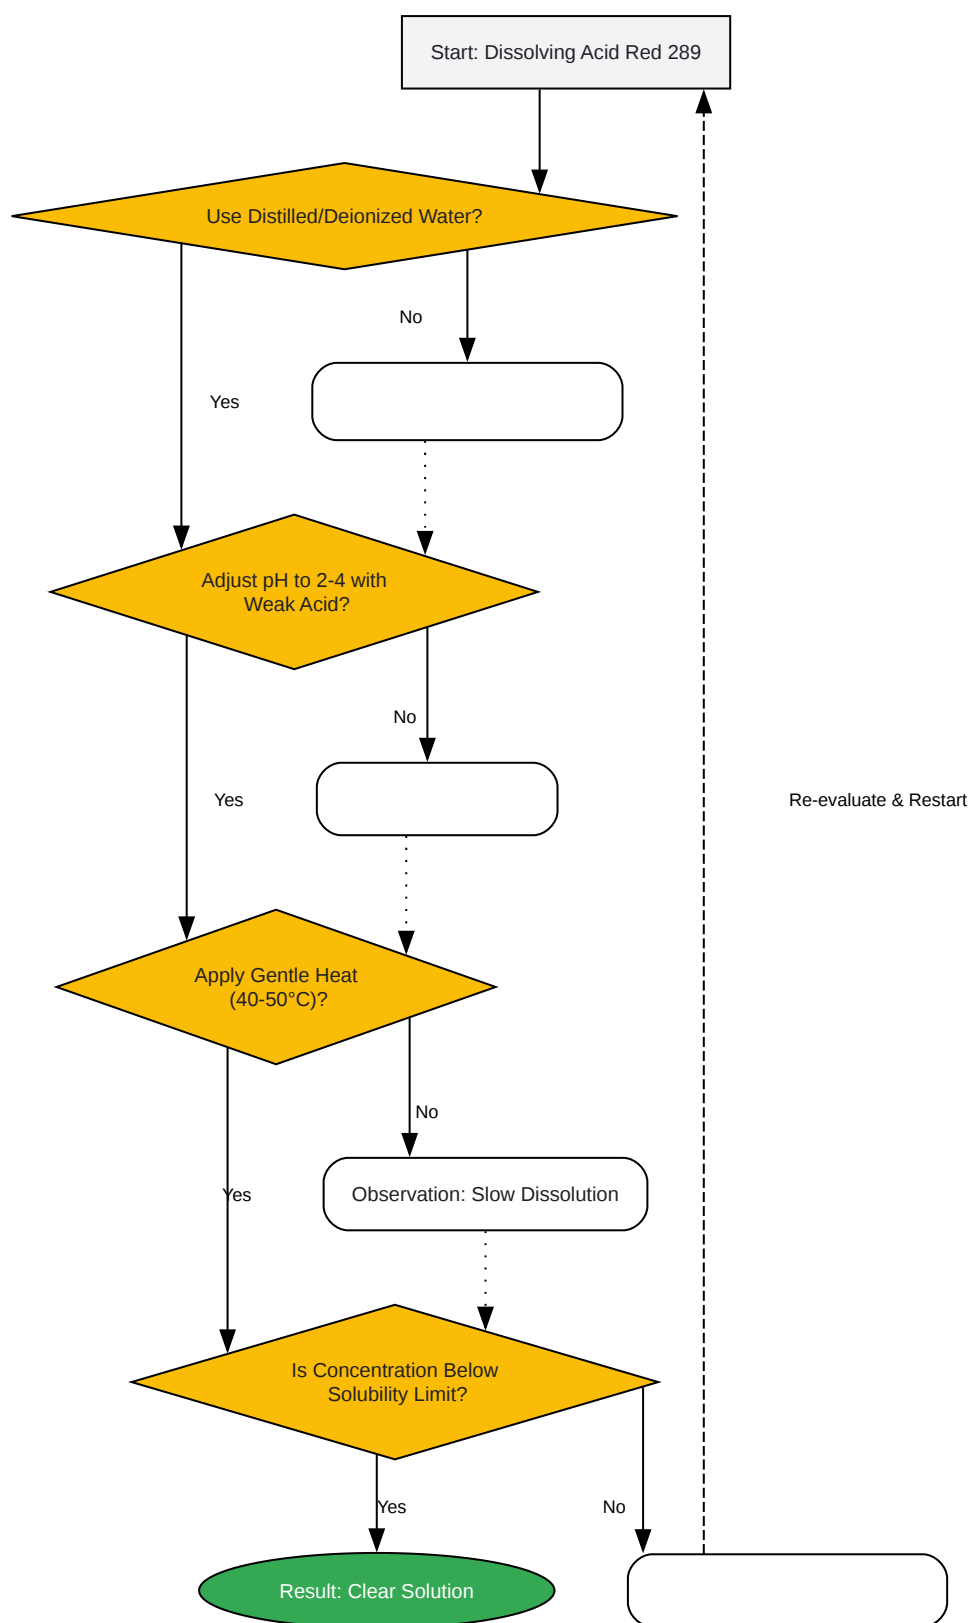 Start: Dissolving Acid Red 289
Use Distilled/Deionized Water?
No
Yes
Adjust pH to 2-4 with
Weak Acid?
No
Yes
Re-evaluate & Restart
Apply Gentle Heat
(40-50°C)?
No
Observation: Slow Dissolution
Yes
Is Concentration Below
Solubility Limit?
Yes
No
Result: Clear Solution